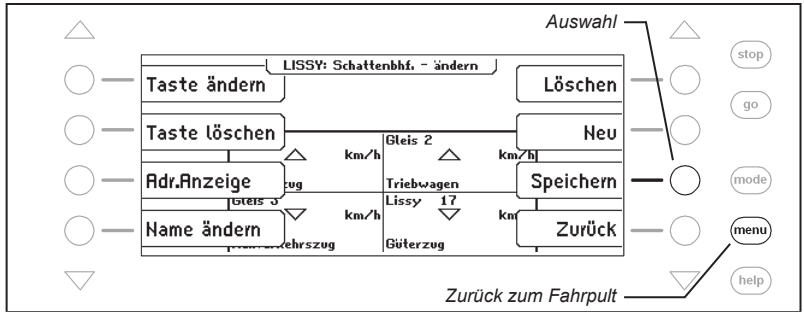 Auswahl
LISSY: Schattenbhf. - ändern
Taste ändern
Löschen
stop
go
Taste löschen
Neu
Gleis 2
km/h
km/h
Adr.Anzeige
zug
Triebwagen
Speichern
mode
Gleis 3
Lissy 17
km/h
km
Name ändern
Zurück
menu
Güterzug
help
Zurück zum Fahrpult